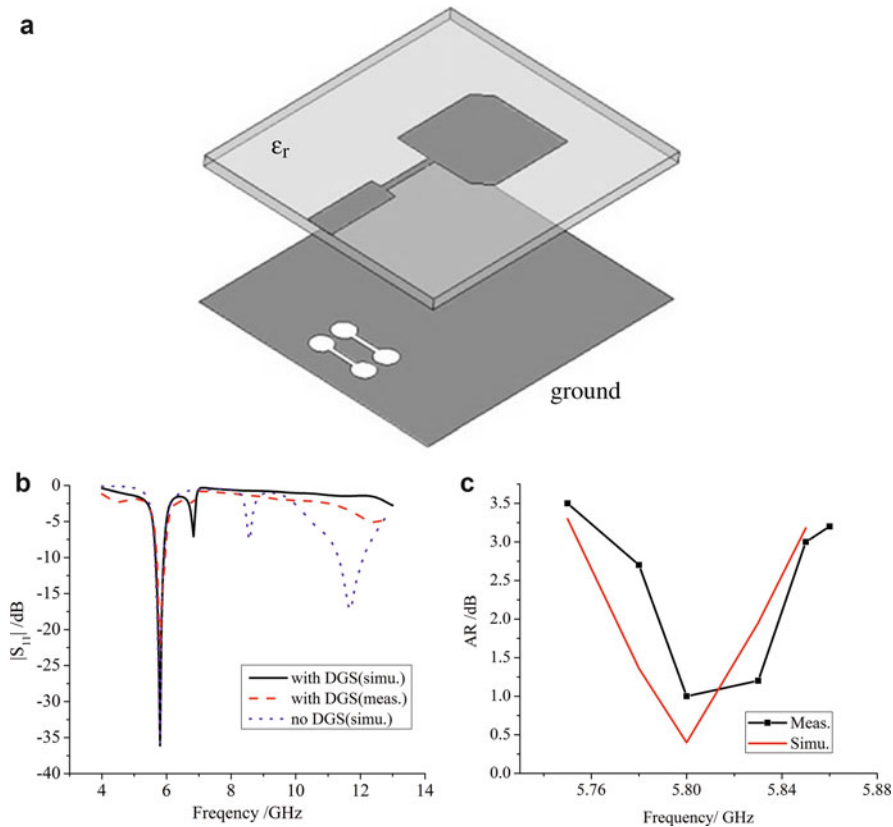 a
εr
ground
b
0
-5
-10
-15
-20
-25
-30
-35
-40
|S11| /dB
with DGS(simu.)
with DGS(meas.)
no DGS(simu.)
4 6 8 10 12 14
Freqency /GHz
c
3.5
3.0
2.5
2.0
1.5
1.0
0.5
0.0
AR /dB
Meas.
Simu.
5.76 5.80 5.84 5.88
Frequency/ GHz